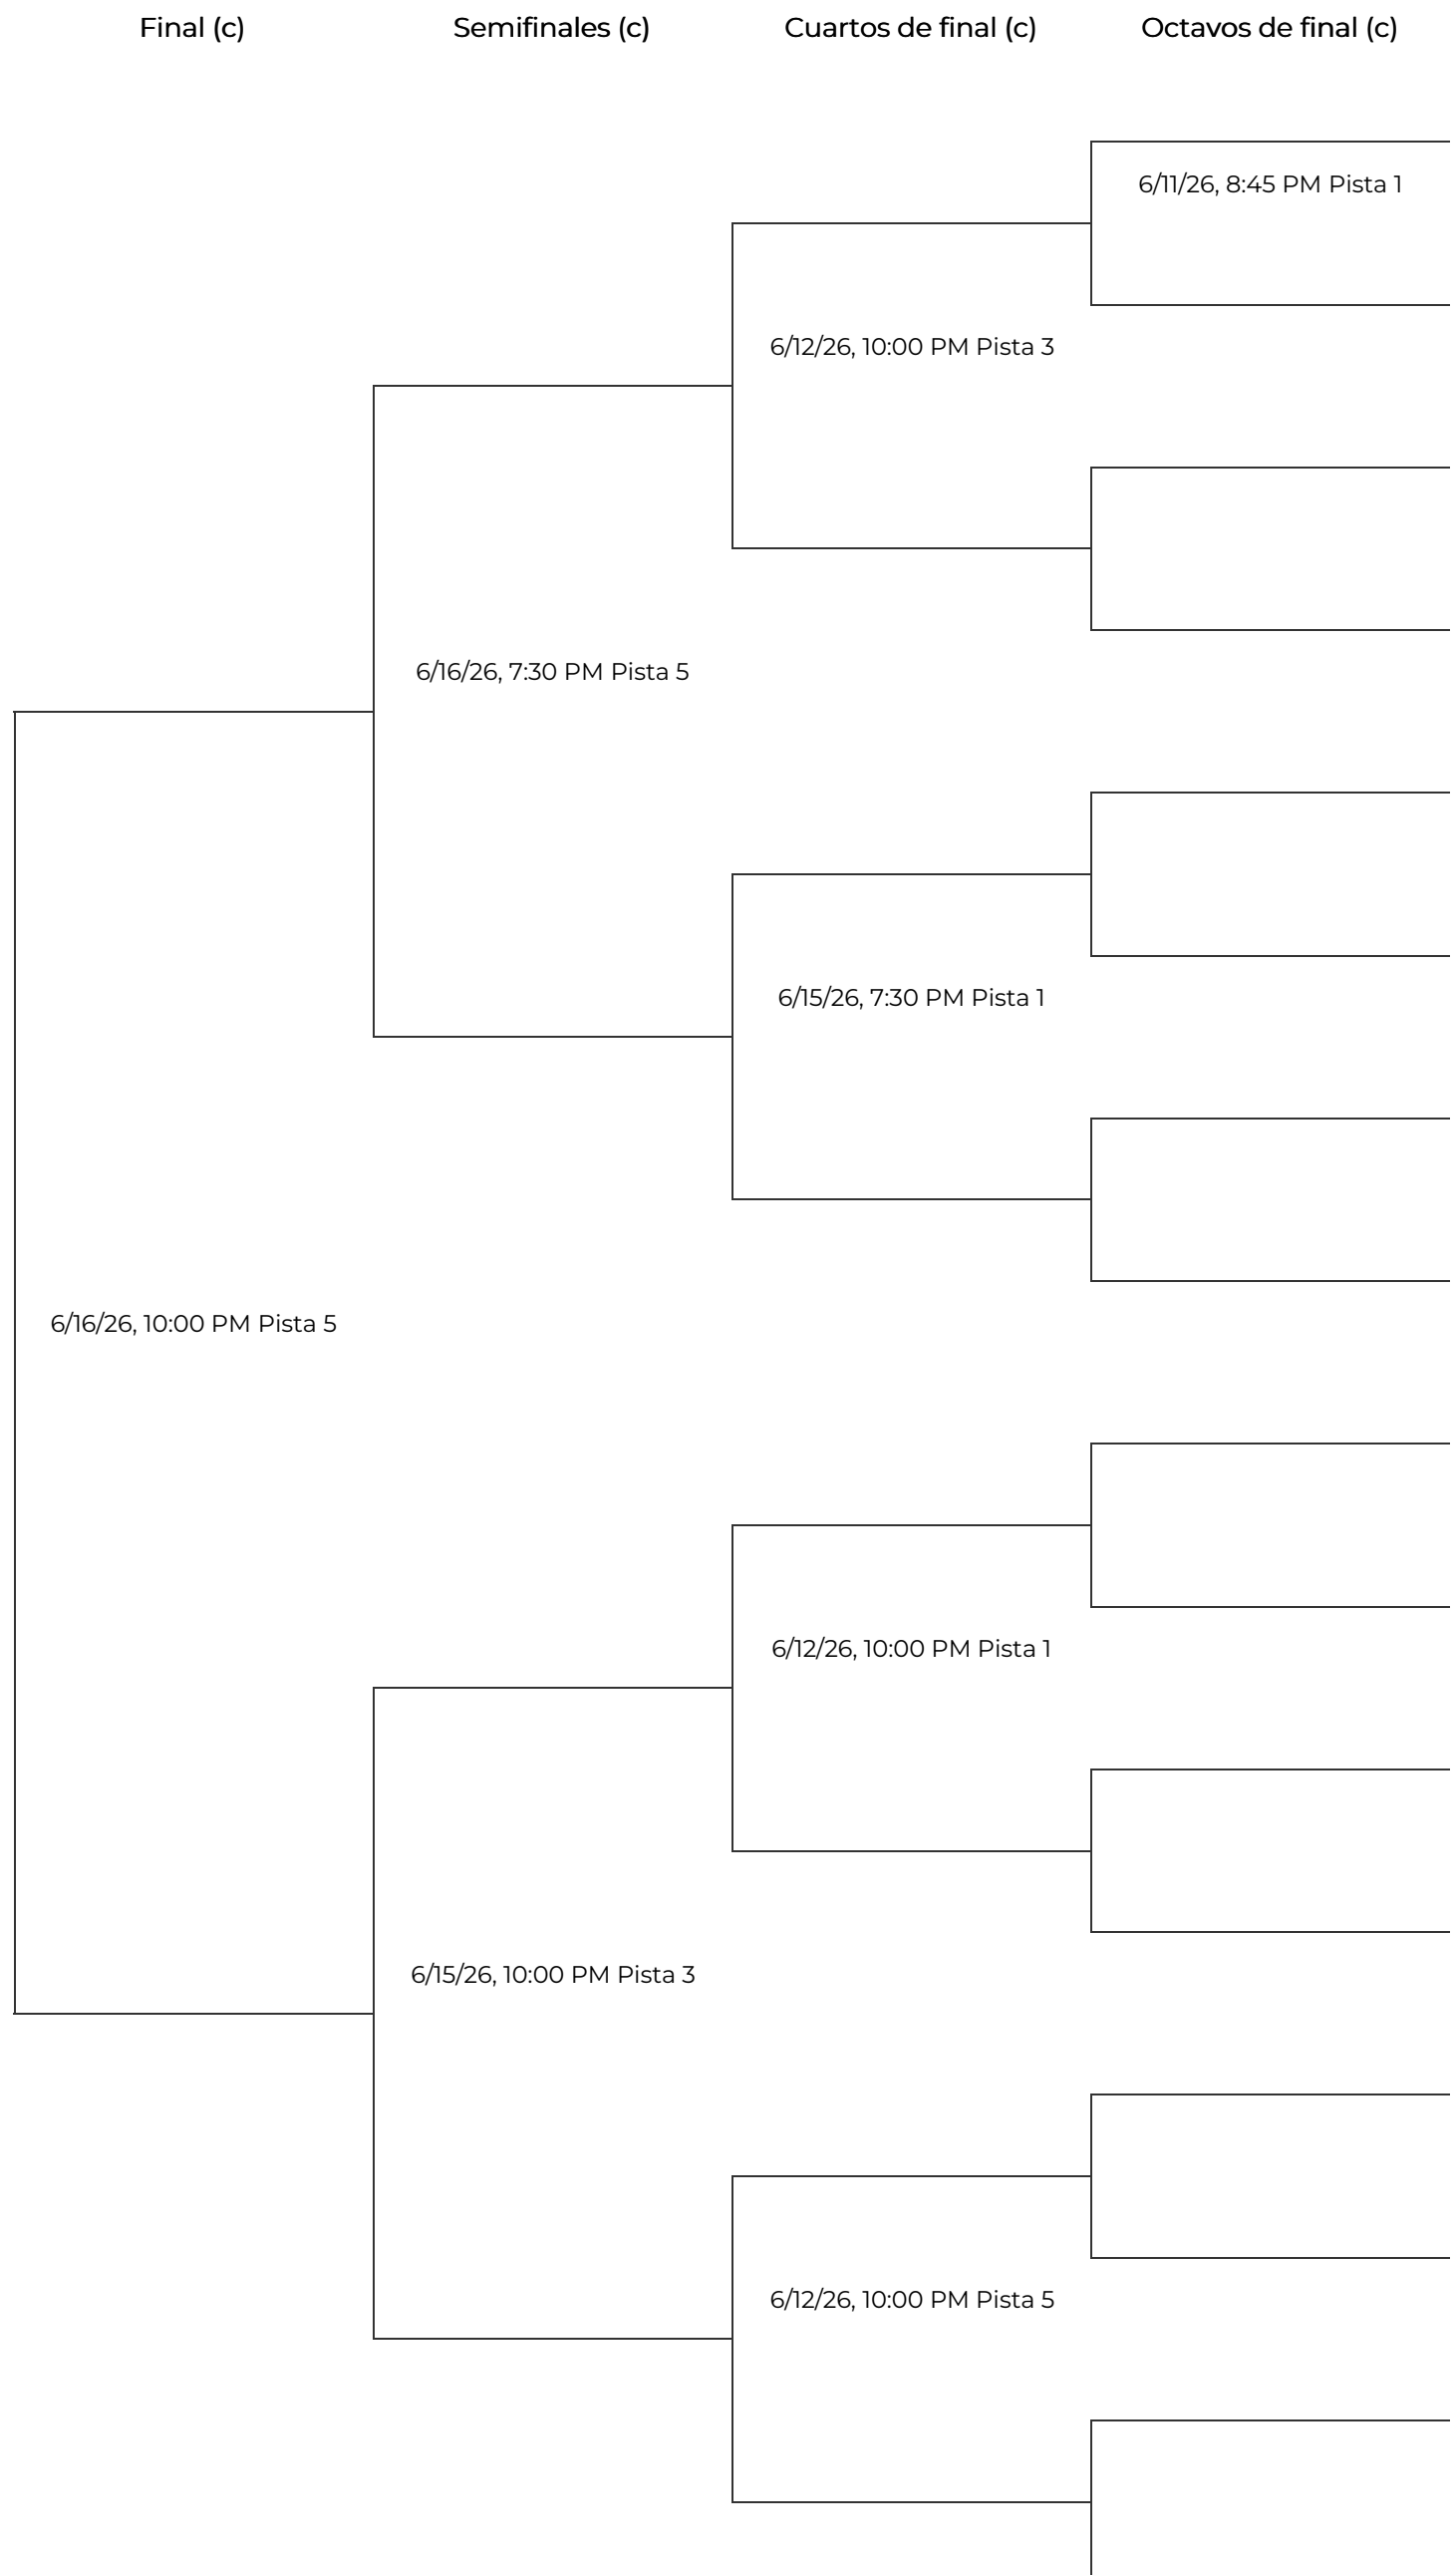 Final (c) Semifinales (c) Cuartos de final (c) Octavos de final (c)
6/11/26, 8:45 PM Pista 1
6/12/26, 10:00 PM Pista 3
6/16/26, 7:30 PM Pista 5
6/15/26, 7:30 PM Pista 1
6/16/26, 10:00 PM Pista 5
6/12/26, 10:00 PM Pista 1
6/15/26, 10:00 PM Pista 3
6/12/26, 10:00 PM Pista 5